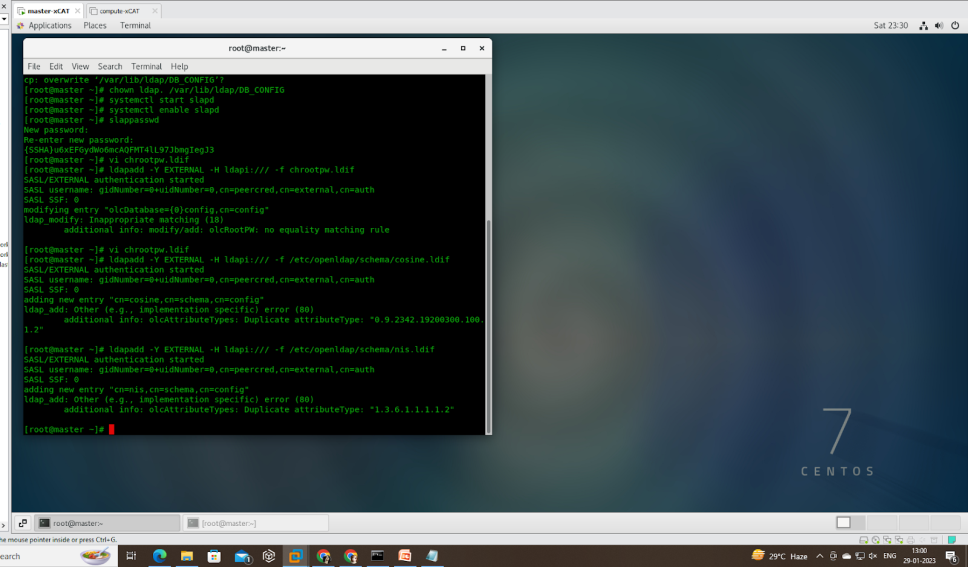 master-xCAT
compute-xCAT
Applications Places Terminal
Sat 23:30
root@master:~
File Edit View Search Terminal Help
cp: overwrite '/var/lib/ldap/DB_CONFIG'?
[root@master ~]# chown ldap. /var/lib/ldap/DB_CONFIG
[root@master ~]# systemctl start slapd
[root@master ~]# systemctl enable slapd
[root@master ~]# slappasswd
New password:
Re-enter new password:
{SSHA}u6xEFGydWo6mcAQFMT4lL97JbmgIegJ3
[root@master ~]# vi chrootpw.ldif
[root@master ~]# ldapadd -Y EXTERNAL -H ldapi:/// -f chrootpw.ldif
SASL/EXTERNAL authentication started
SASL username: gidNumber=0+uidNumber=0,cn=peercred,cn=external,cn=auth
SASL SSF: 0
modifying entry "olcDatabase={0}config,cn=config"
ldap_modify: Inappropriate matching (18)
additional info: modify/add: olcRootPW: no equality matching rule
[root@master ~]# vi chrootpw.ldif
[root@master ~]# ldapadd -Y EXTERNAL -H ldapi:/// -f /etc/openldap/schema/cosine.ldif
SASL/EXTERNAL authentication started
SASL username: gidNumber=0+uidNumber=0,cn=peercred,cn=external,cn=auth
SASL SSF: 0
adding new entry "cn=cosine,cn=schema,cn=config"
ldap_add: Other (e.g., implementation specific) error (80)
additional info: olcAttributeTypes: Duplicate attributeType: "0.9.2342.19200300.100.
1.2"
[root@master ~]# ldapadd -Y EXTERNAL -H ldapi:/// -f /etc/openldap/schema/nis.ldif
SASL/EXTERNAL authentication started
SASL username: gidNumber=0+uidNumber=0,cn=peercred,cn=external,cn=auth
SASL SSF: 0
adding new entry "cn=nis,cn=schema,cn=config"
ldap_add: Other (e.g., implementation specific) error (80)
additional info: olcAttributeTypes: Duplicate attributeType: "1.3.6.1.1.1.1.2"
[root@master ~]#
7
CENTOS
root@master:~
[root@master:~]
he mouse pointer inside or press Ctrl+G.
earch
29°C Haze
ENG
13:00
29-01-2023
6